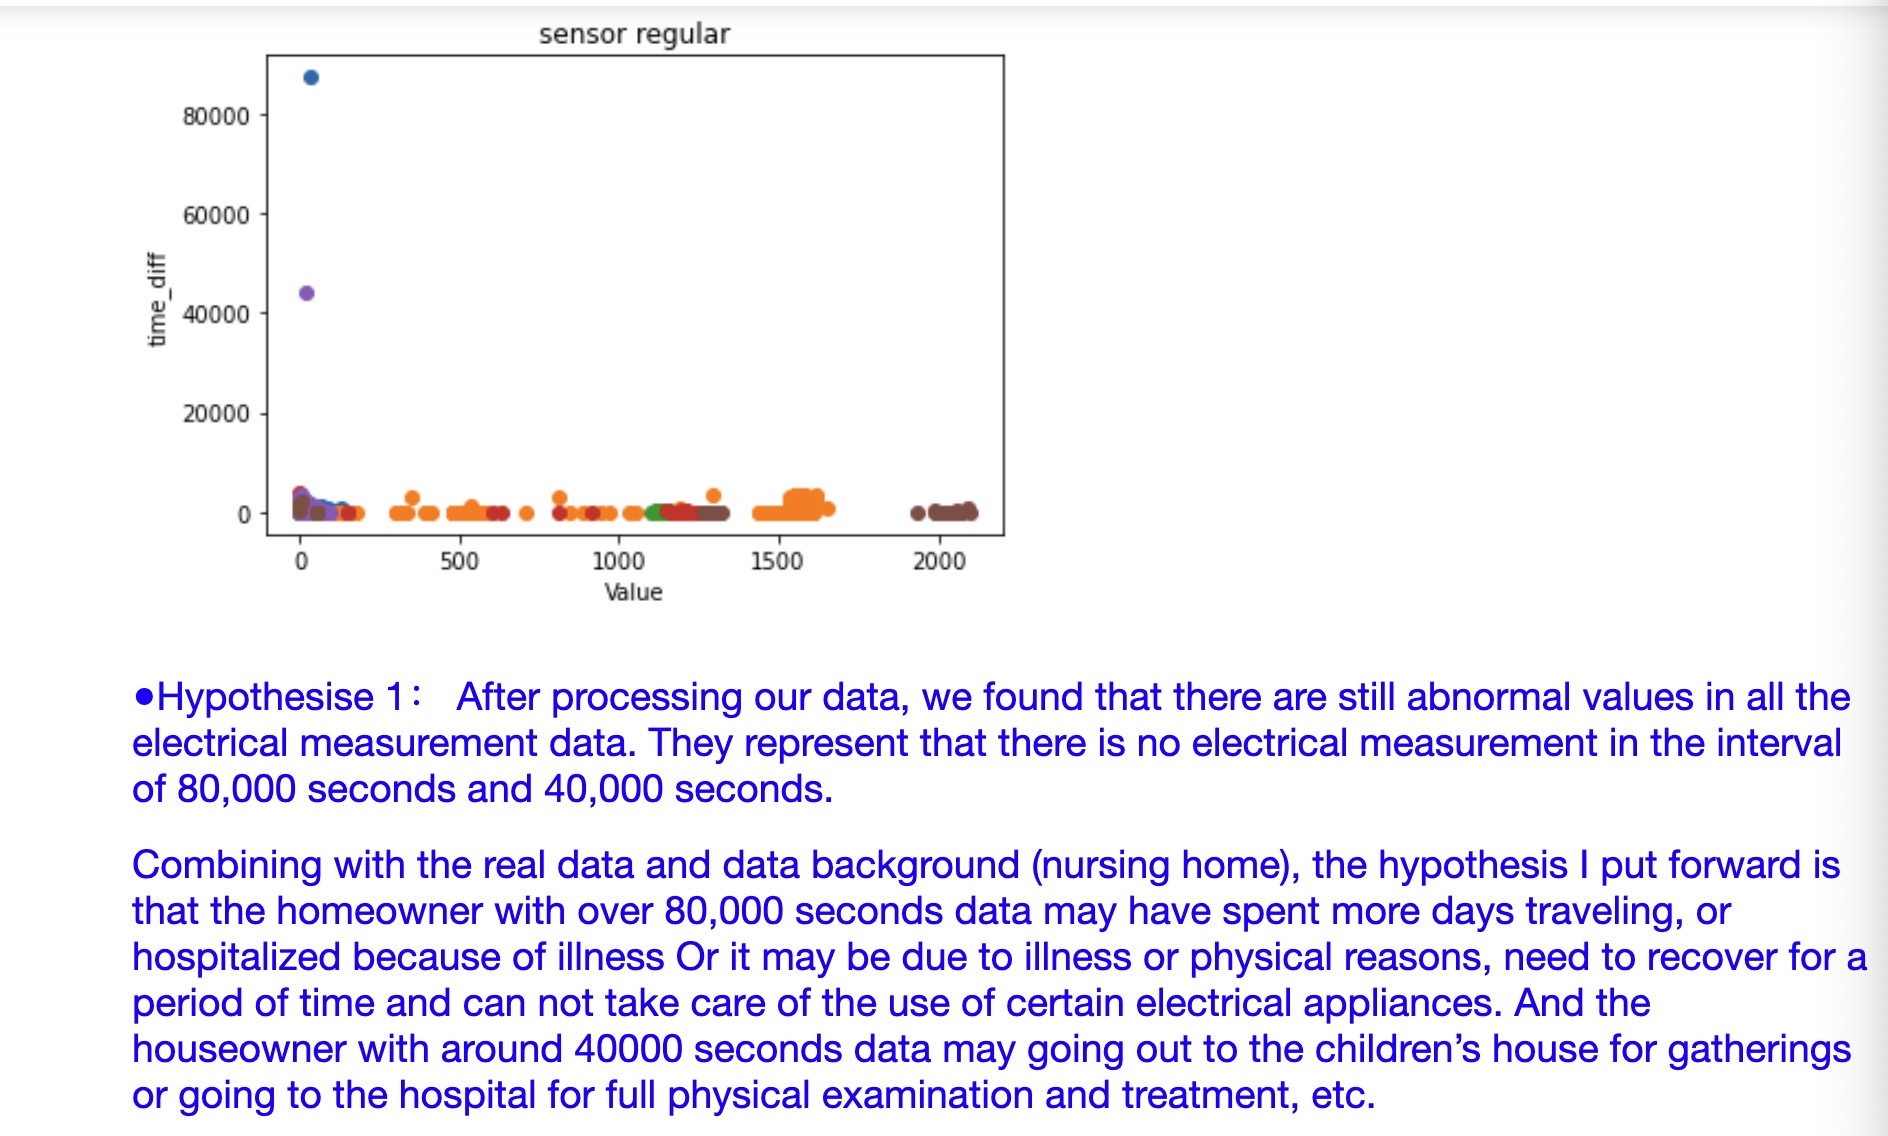 sensor regular
80000
60000
40000
20000
0
time_diff
0 500 1000 1500 2000
Value
●Hypothesise 1： After processing our data, we found that there are still abnormal values in all the
electrical measurement data. They represent that there is no electrical measurement in the interval
of 80,000 seconds and 40,000 seconds.
Combining with the real data and data background (nursing home), the hypothesis I put forward is
that the homeowner with over 80,000 seconds data may have spent more days traveling, or
hospitalized because of illness Or it may be due to illness or physical reasons, need to recover for a
period of time and can not take care of the use of certain electrical appliances. And the
houseowner with around 40000 seconds data may going out to the children’s house for gatherings
or going to the hospital for full physical examination and treatment, etc.